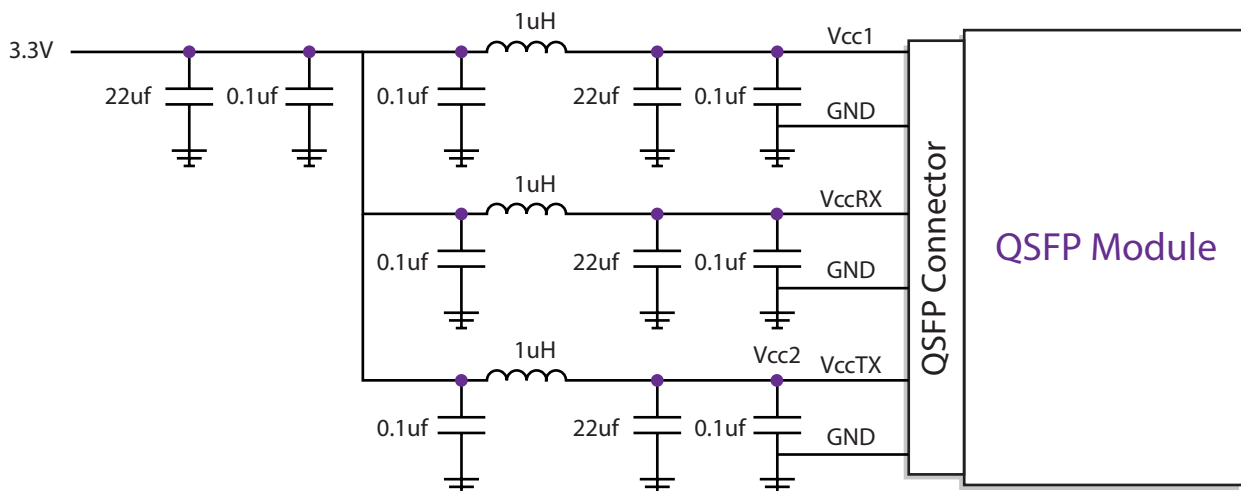 1uH
Vcc1
3.3V
22uf
0.1uf
0.1uf
22uf
0.1uf
GND
1uH
VccRX
0.1uf
22uf
0.1uf
GND
1uH
Vcc2
VccTX
0.1uf
22uf
0.1uf
GND
QSFP Connector
QSFP Module